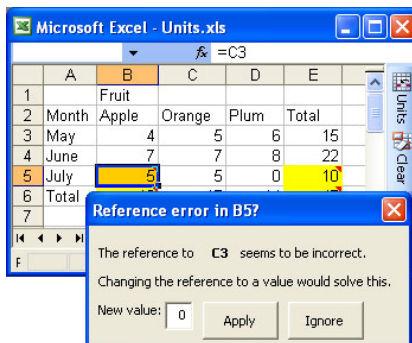 Microsoft Excel - Units.xls
fx =C3
A B C D E
1 Fruit
2 Month Apple Orange Plum Total
3 May 4 5 6 15
4 June 7 7 8 22
5 July 5 5 0 10
6 Total
7
Units
Clear
F
Reference error in B5?
The reference to C3 seems to be incorrect.
Changing the reference to a value would solve this.
New value: 0 Apply Ignore